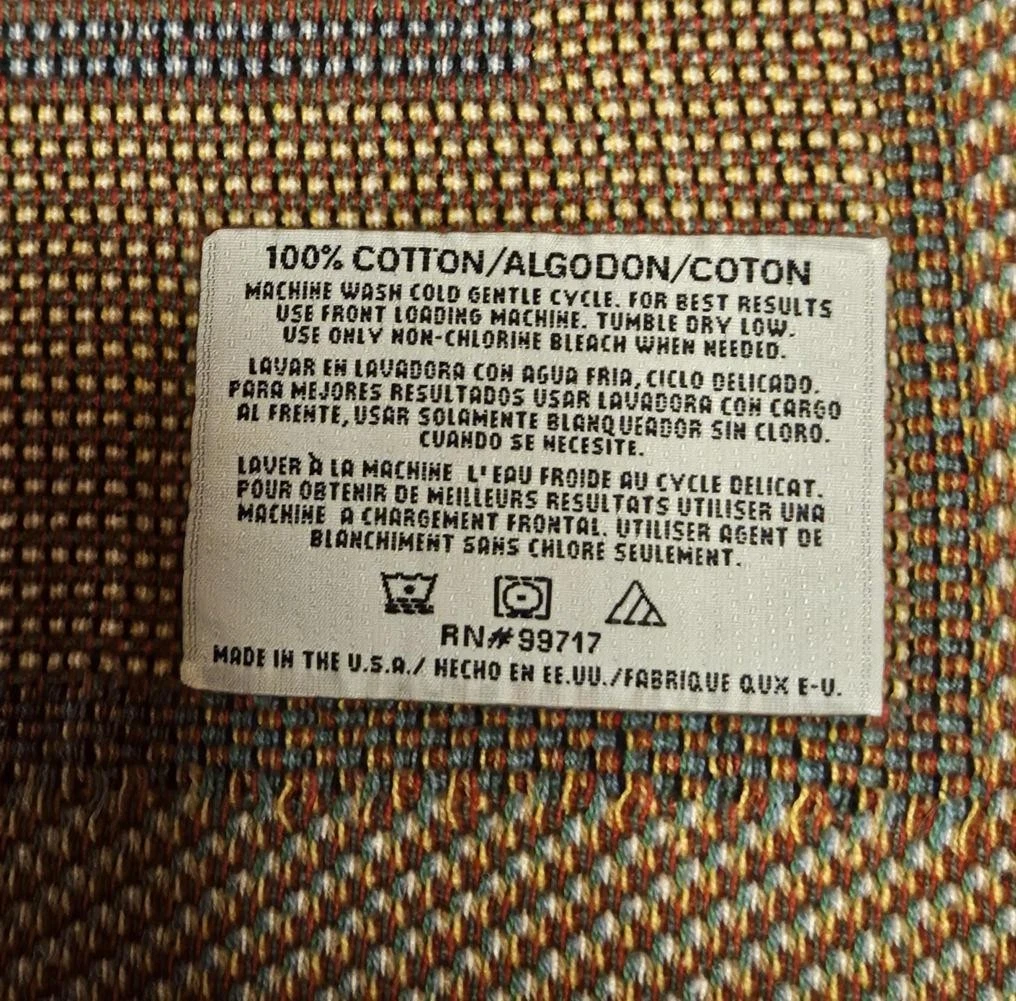 100% COTTON/ALGODON/COTON
MACHINE WASH COLD GENTLE CYCLE. FOR BEST RESULTS
USE FRONT LOADING MACHINE. TUMBLE DRY LOW.
USE ONLY NON-CHLORINE BLEACH WHEN NEEDED.
LAVAR EN LAVADORA CON AGUA FRIA, CICLO DELICADO.
PARA MEJORES RESULTADOS USAR LAVADORA CON CARGO
AL FRENTE, USAR SOLAMENTE BLANQUEADOR SIN CLORO.
CUANDO SE NECESITE.
LAVER À LA MACHINE L'EAU FROIDE AU CYCLE DELICAT.
POUR OBTENIR DE MEILLEURS RESULTATS UTILISER UNA
MACHINE A CHARGEMENT FRONTAL. UTILISER AGENT DE
BLANCHIMENT SANS CHLORE SEULEMENT.
RN#99717
MADE IN THE U.S.A./ HECHO EN EE.UU./FABRIQUE QUX E-U.